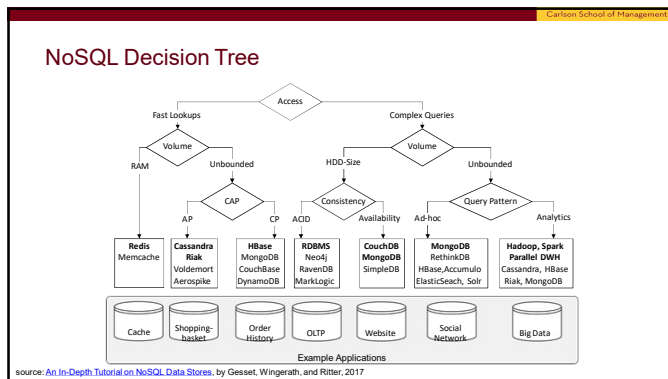 Carlson School of Management
NoSQL Decision Tree
Access
Fast Lookups
Complex Queries
Volume
Volume
RAM
Unbounded
HDD-Size
Unbounded
CAP
Consistency
Query Pattern
AP
CP
ACID
Availability
Ad-hoc
Analytics
Redis
Memcache
Cassandra
Riak
Voldemort
Aerospike
HBase
MongoDB
CouchBase
DynamoDB
RDBMS
Neo4j
RavenDB
MarkLogic
CouchDB
MongoDB
SimpleDB
MongoDB
RethinkDB
HBase,Accumulo
ElasticSeach, Solr
Hadoop, Spark
Parallel DWH
Cassandra, HBase
Riak, MongoDB
Cache
Shopping-
basket
Order
History
OLTP
Website
Social
Network
Big Data
Example Applications
source: An In-Depth Tutorial on NoSQL Data Stores, by Gesset, Wingerath, and Ritter, 2017